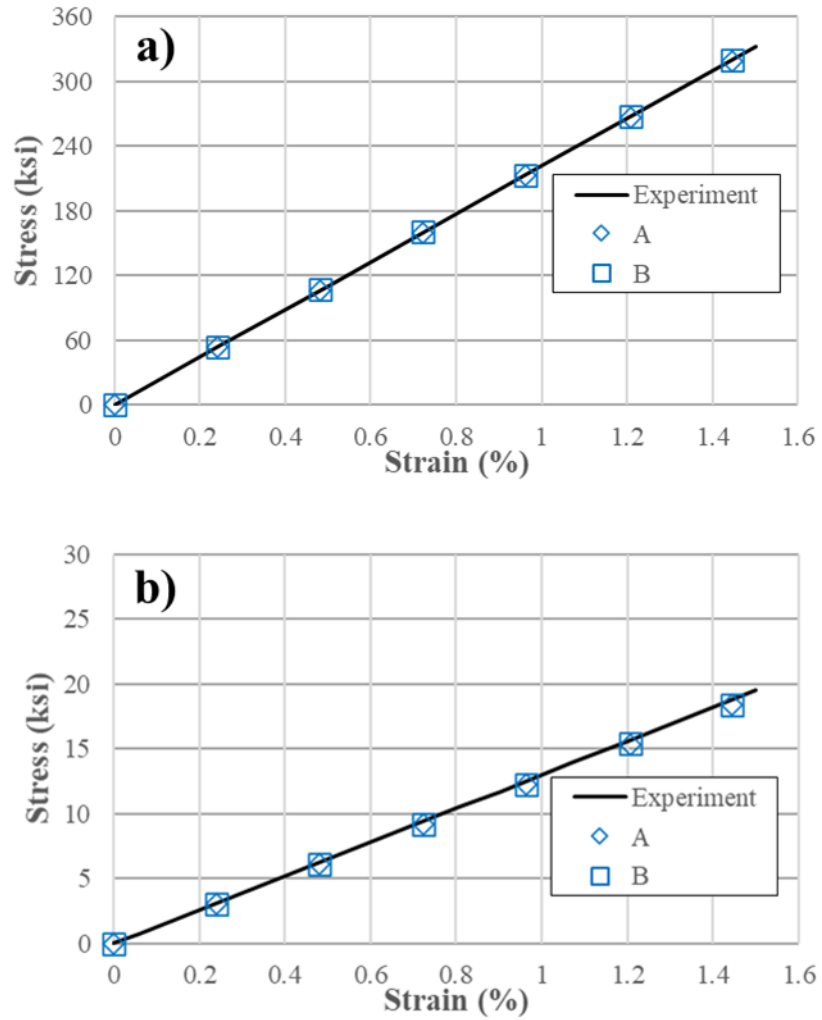 a)
360
300
240
180
120
60
0
Stress (ksi)
Experiment
A
B
0 0.2 0.4 0.6 0.8 1 1.2 1.4 1.6
Strain (%)
b)
30
25
20
15
10
5
0
Stress (ksi)
Experiment
A
B
0 0.2 0.4 0.6 0.8 1 1.2 1.4 1.6
Strain (%)